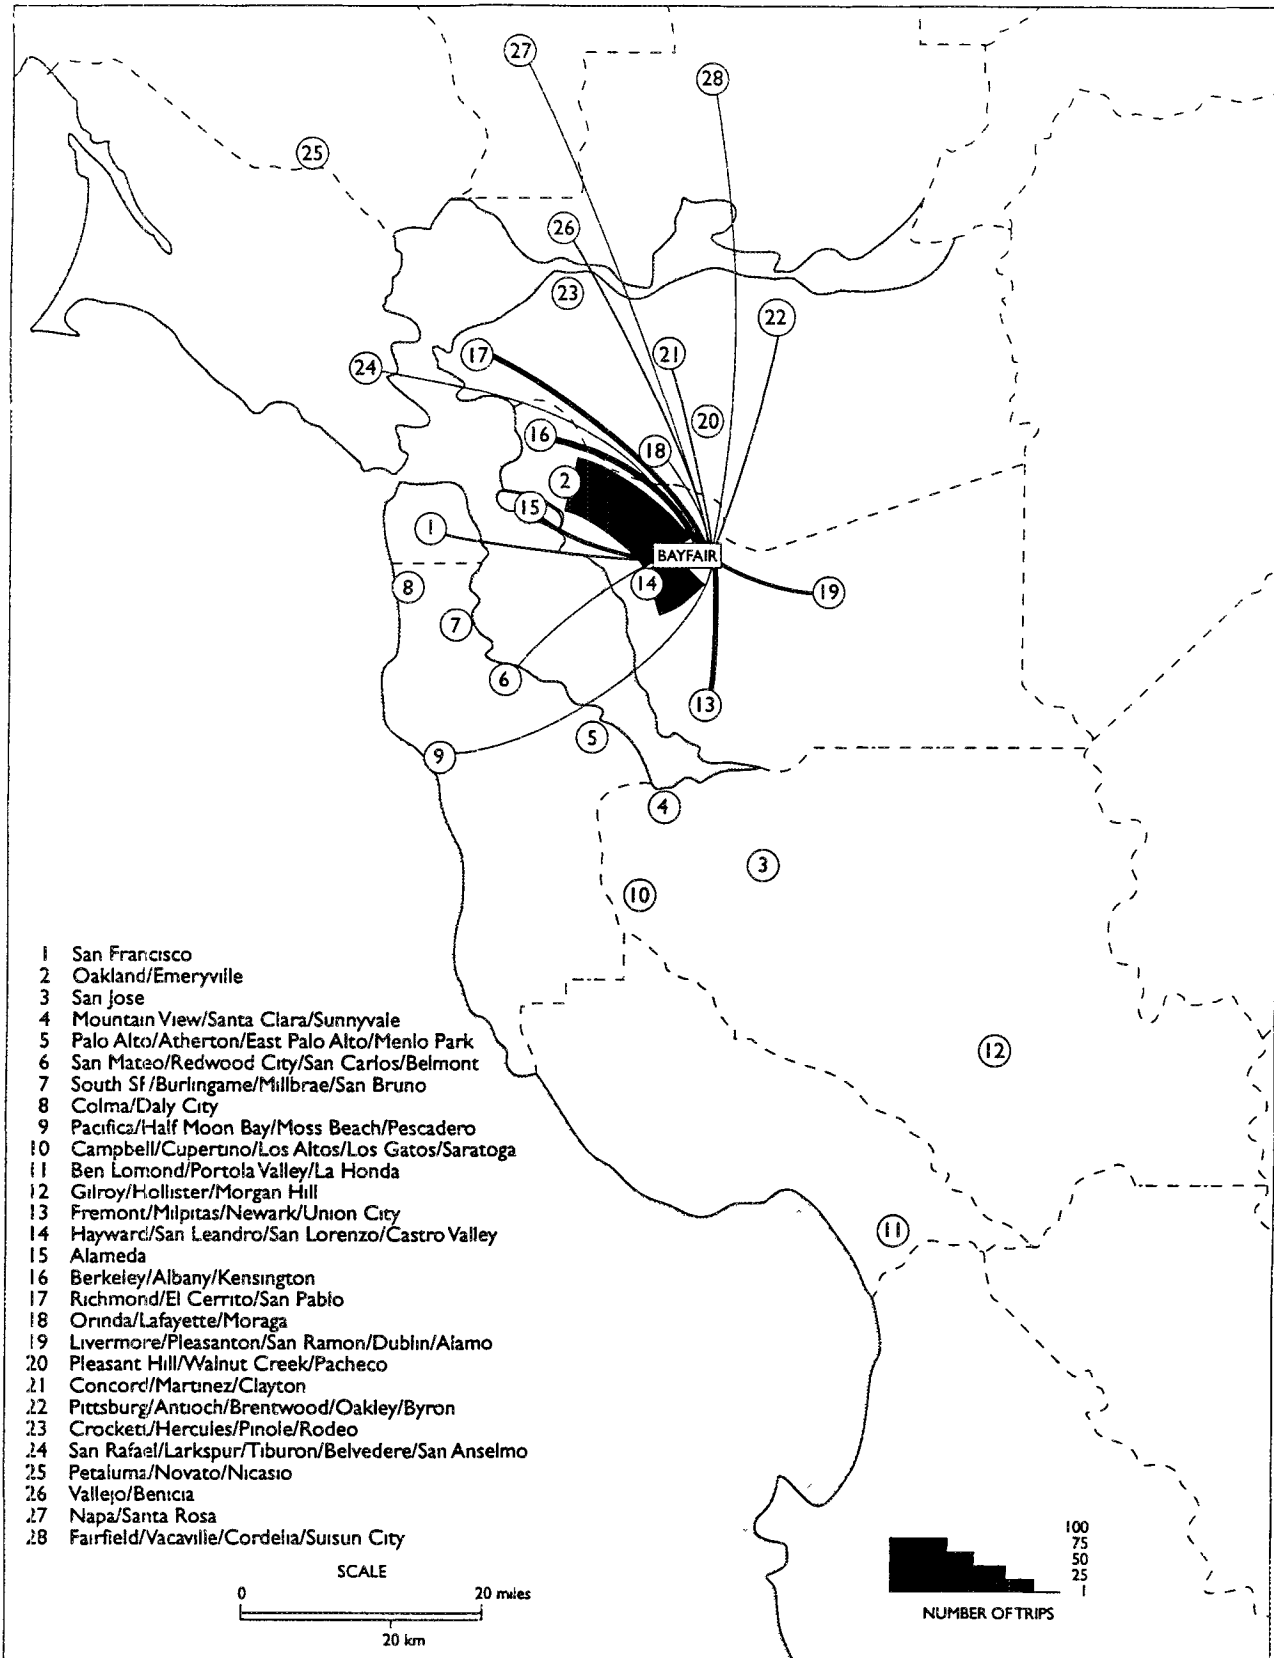 27
28
25
26
23
22
21
17
24
20
16
18
2
15
1
BAYFAIR
14
19
8
7
6
13
5
9
4
3
10
12
11
1 San Francisco
2 Oakland/Emeryville
3 San Jose
4 Mountain View/Santa Clara/Sunnyvale
5 Palo Alto/Atherton/East Palo Alto/Menlo Park
6 San Mateo/Redwood City/San Carlos/Belmont
7 South SF/Burlingame/Millbrae/San Bruno
8 Colma/Daly City
9 Pacifica/Half Moon Bay/Moss Beach/Pescadero
10 Campbell/Cupertino/Los Altos/Los Gatos/Saratoga
11 Ben Lomond/Portola Valley/La Honda
12 Gilroy/Hollister/Morgan Hill
13 Fremont/Milpitas/Newark/Union City
14 Hayward/San Leandro/San Lorenzo/Castro Valley
15 Alameda
16 Berkeley/Albany/Kensington
17 Richmond/El Cerrito/San Pablo
18 Orinda/Lafayette/Moraga
19 Livermore/Pleasanton/San Ramon/Dublin/Alamo
20 Pleasant Hill/Walnut Creek/Pacheco
21 Concord/Martinez/Clayton
22 Pittsburg/Antioch/Brentwood/Oakley/Byron
23 Crockett/Hercules/Pinole/Rodeo
24 San Rafael/Larkspur/Tiburon/Belvedere/San Anselmo
25 Petaluma/Novato/Nicasio
26 Vallejo/Benicia
27 Napa/Santa Rosa
28 Fairfield/Vacaville/Cordelia/Suisun City
SCALE
0 20 miles
20 km
100
75
50
25
1
NUMBER OF TRIPS